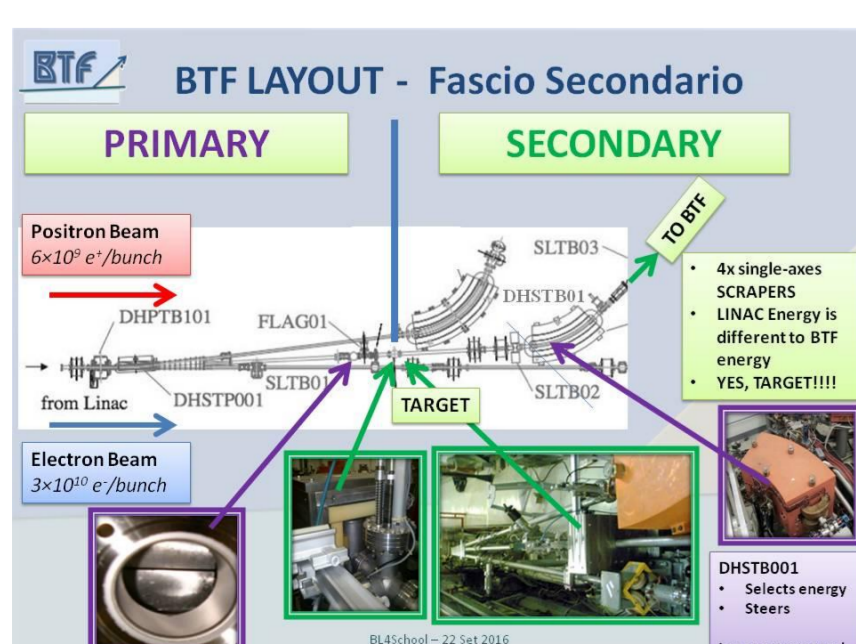 BTF
BTF LAYOUT - Fascio Secondario
PRIMARY
SECONDARY
TO BTF
Positron Beam
6×10⁹ e⁺/bunch
SLTB03
DHSTB01
DHPTB101
FLAG01
• 4x single-axes
SCRAPERS
• LINAC Energy is
different to BTF
energy
• YES, TARGET!!!!
from Linac
DHSTP001
SLTB01
TARGET
SLTB02
Electron Beam
3×10¹⁰ e⁻/bunch
DHSTB001
• Selects energy
• Steers
BL4School – 22 Set 2016